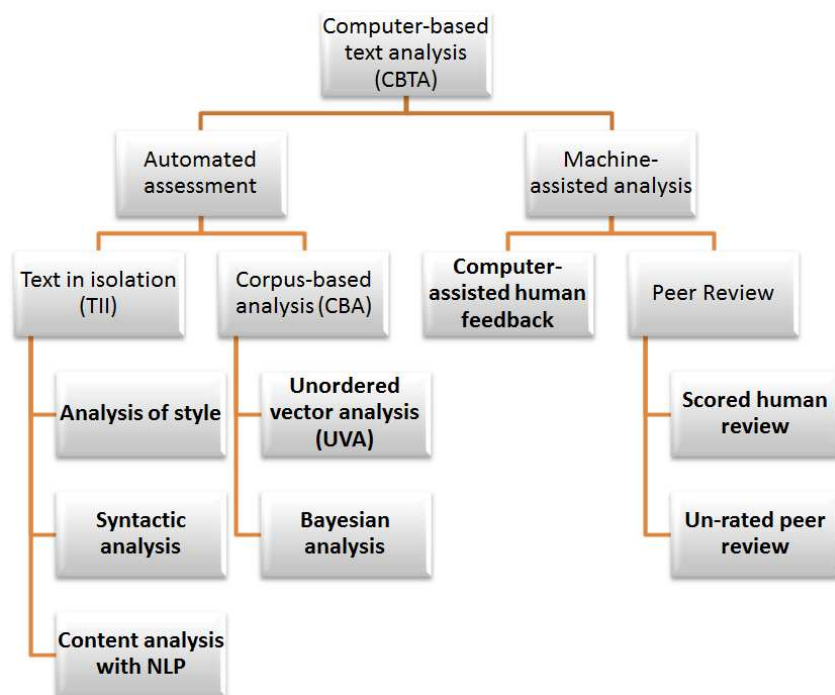 Computer-based
text analysis
(CBTA)
Automated
assessment
Machine-
assisted analysis
Text in isolation
(TII)
Corpus-based
analysis (CBA)
Computer-
assisted human
feedback
Peer Review
Analysis of style
Unordered
vector analysis
(UVA)
Scored human
review
Syntactic
analysis
Bayesian
analysis
Un-rated peer
review
Content analysis
with NLP